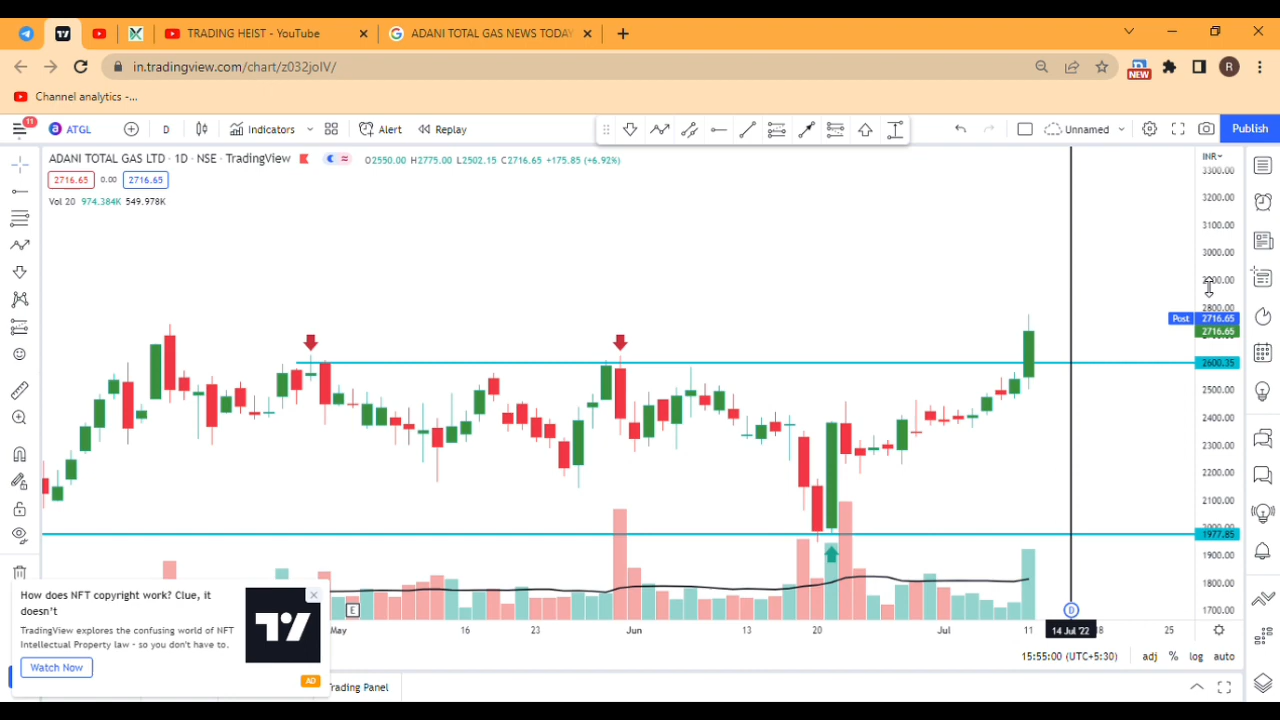 TRADING HEIST - YouTube
ADANI TOTAL GAS NEWS TODAY
in.tradingview.com/chart/z032joIV/
NEW
R
Channel analytics -...
11
ATGL
D
Indicators
Alert
Replay
Unnamed
Publish
ADANI TOTAL GAS LTD · 1D · NSE · TradingView
O2550.00 H2775.00 L2502.15 C2716.65 +175.85 (+6.92%)
INR
2716.65
0.00
2716.65
Vol 20 974.384K 549.978K
3300.00
3200.00
3100.00
3000.00
2800.00
Post
2716.65
2716.65
2600.35
2500.00
2400.00
2300.00
2200.00
2100.00
1977.85
1900.00
1800.00
1700.00
E
D
May
16
23
Jun
13
20
Jul
11
14 Jul '22
25
How does NFT copyright work? Clue, it
doesn't
TradingView explores the confusing world of NFT
Intellectual Property law - so you don't have to.
Watch Now
AD
15:55:00 (UTC+5:30)
adj
%
log
auto
Trading Panel